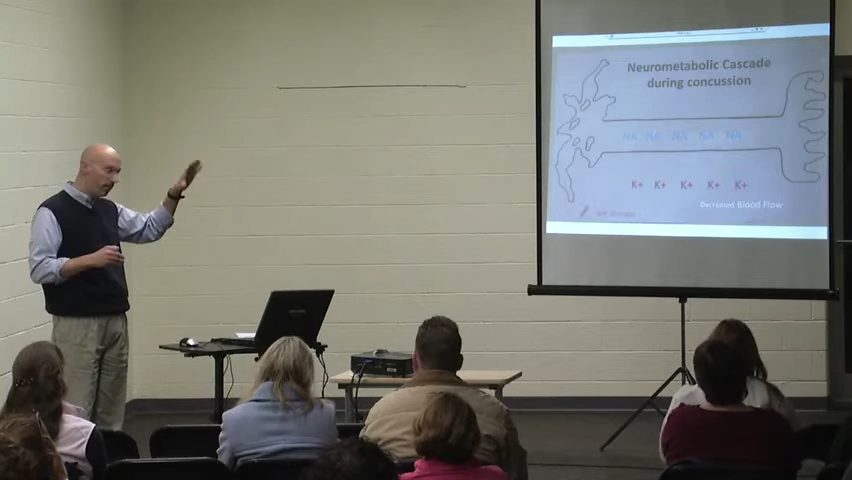 Neurometabolic Cascade
during concussion
NA NA NA NA NA
K+ K+ K+ K+ K+
Decreased Blood Flow